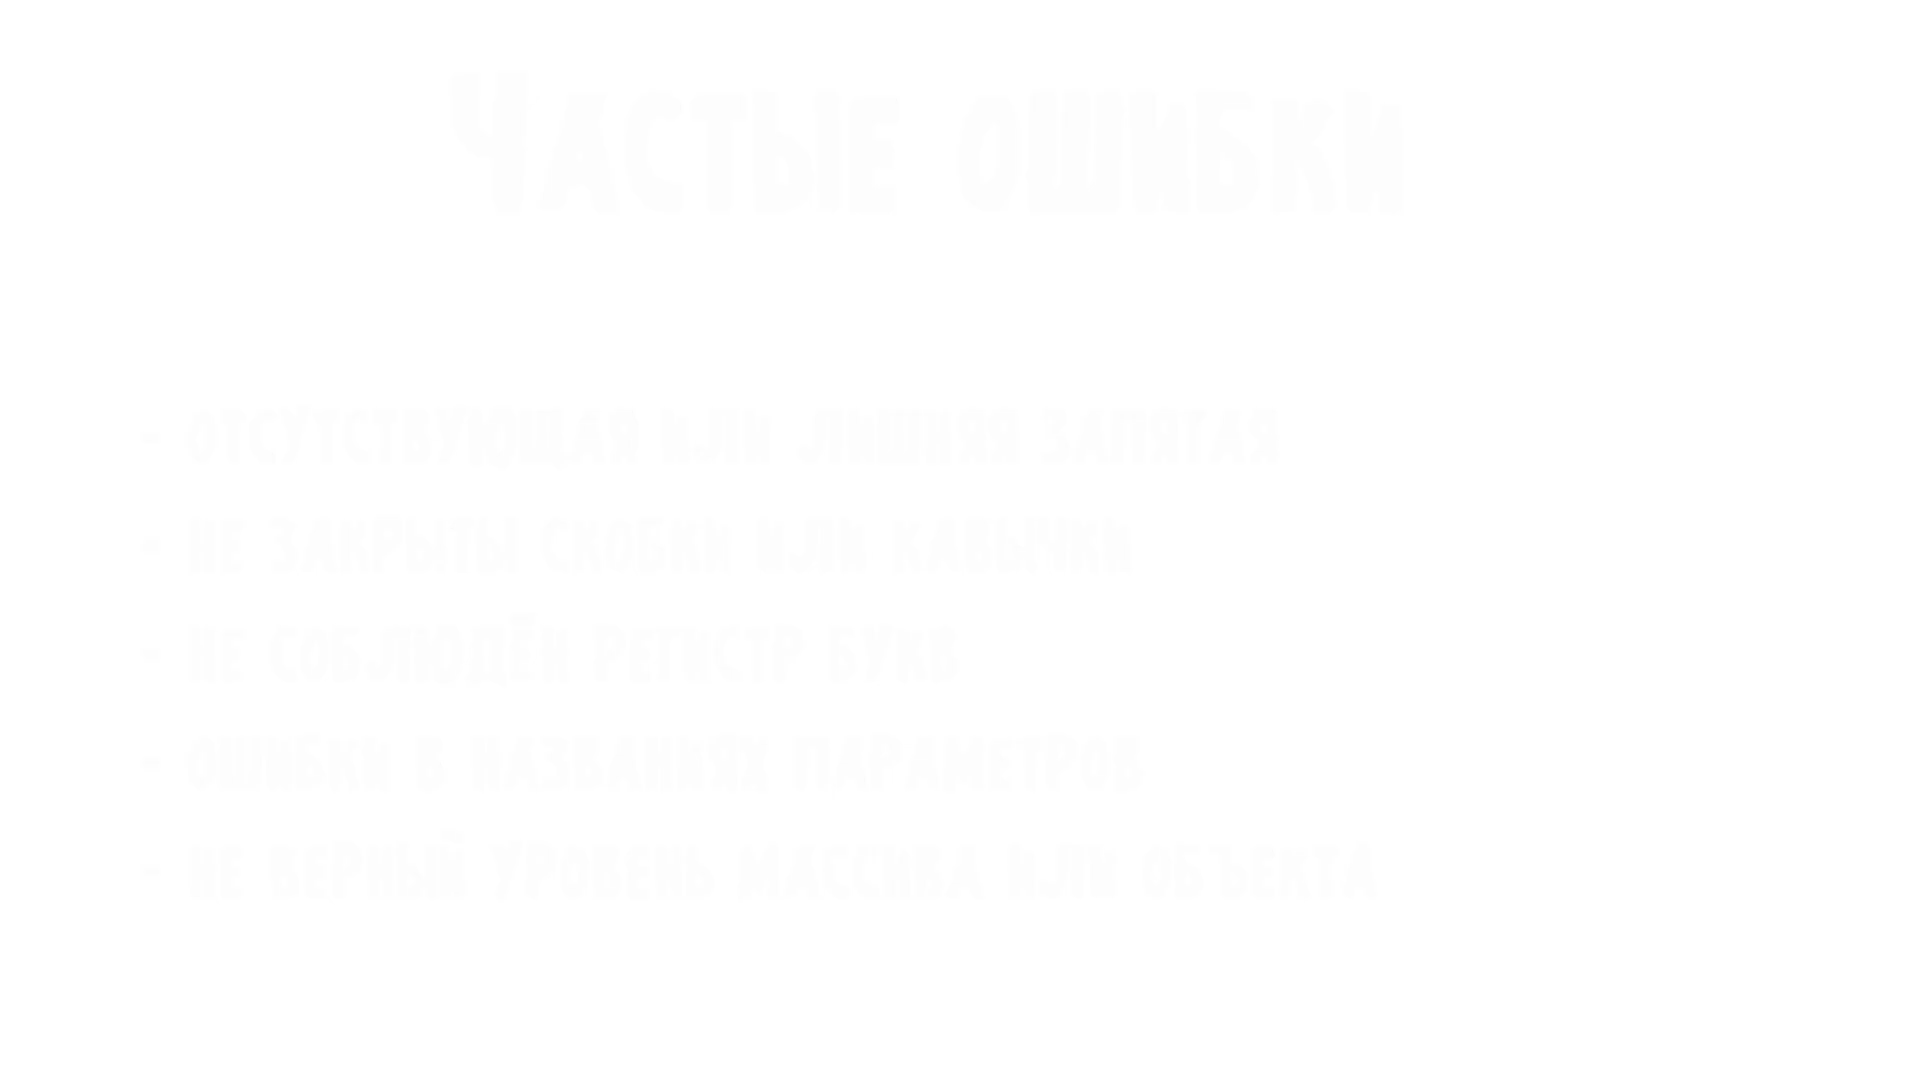 Частые ошибки
- отсутствующая или лишняя запятая
- не закрыты скобки или кавычки
- не соблюдён регистр букв
- ошибки в названиях параметров
- не верный уровень массива или объекта